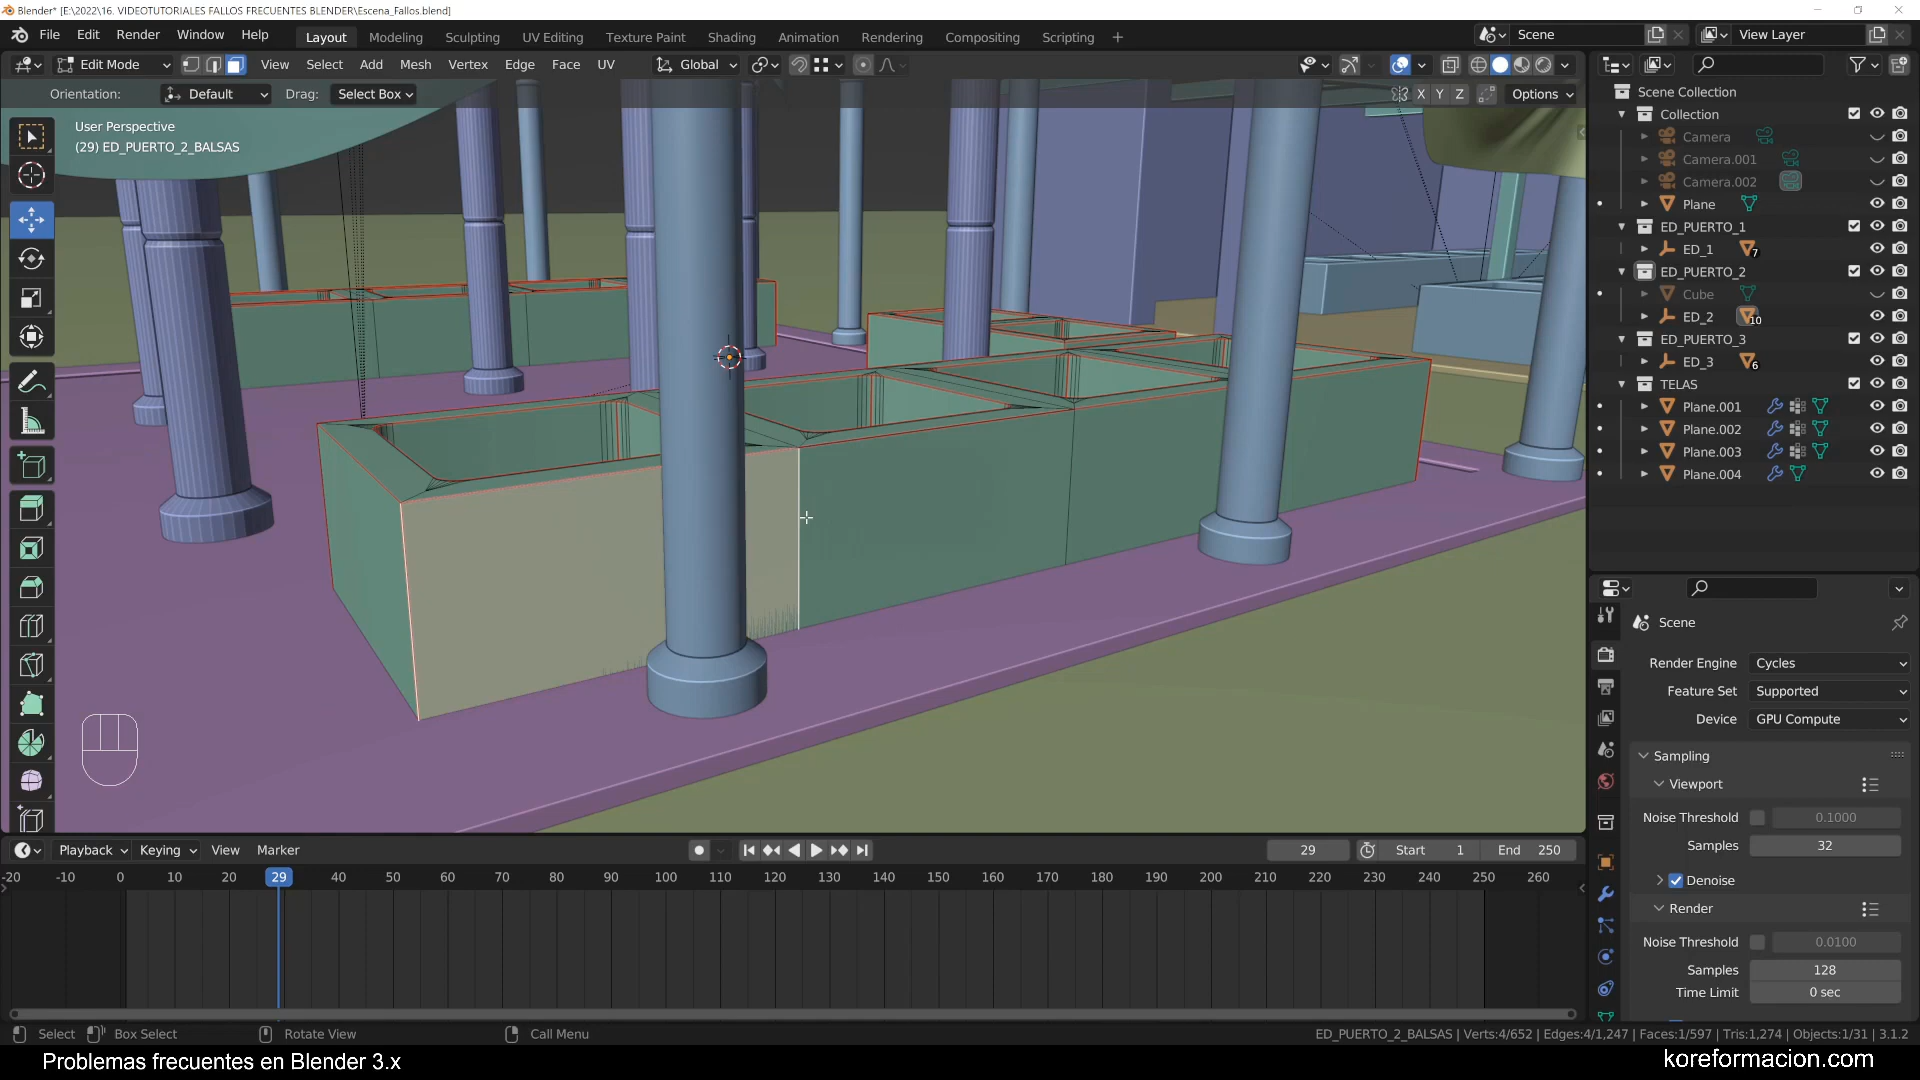 Blender* [E:\2022\16. VIDEOTUTORIALES FALLOS FRECUENTES BLENDER\Escena_Fallos.blend]
File Edit Render Window Help Layout Modeling Sculpting UV Editing Texture Paint Shading Animation Rendering Compositing Scripting + Scene View Layer
Edit Mode View Select Add Mesh Vertex Edge Face UV Global
Orientation: Default Drag: Select Box X Y Z Options
User Perspective
(29) ED_PUERTO_2_BALSAS
Scene Collection
Collection
Camera
Camera.001
Camera.002
Plane
ED_PUERTO_1
ED_1 7
ED_PUERTO_2
Cube
ED_2 10
ED_PUERTO_3
ED_3 6
TELAS
Plane.001
Plane.002
Plane.003
Plane.004
Scene
Render Engine Cycles
Feature Set Supported
Device GPU Compute
Sampling
Viewport
Noise Threshold 0.1000
Samples 32
Denoise
Render
Noise Threshold 0.0100
Samples 128
Time Limit 0 sec
Playback Keying View Marker 29 Start 1 End 250
-20 -10 0 10 20 29 40 50 60 70 80 90 100 110 120 130 140 150 160 170 180 190 200 210 220 230 240 250 260
Select Box Select Rotate View Call Menu ED_PUERTO_2_BALSAS | Verts:4/652 | Edges:4/1,247 | Faces:1/597 | Tris:1,274 | Objects:1/31 | 3.1.2
Problemas frecuentes en Blender 3.x
koreformacion.com